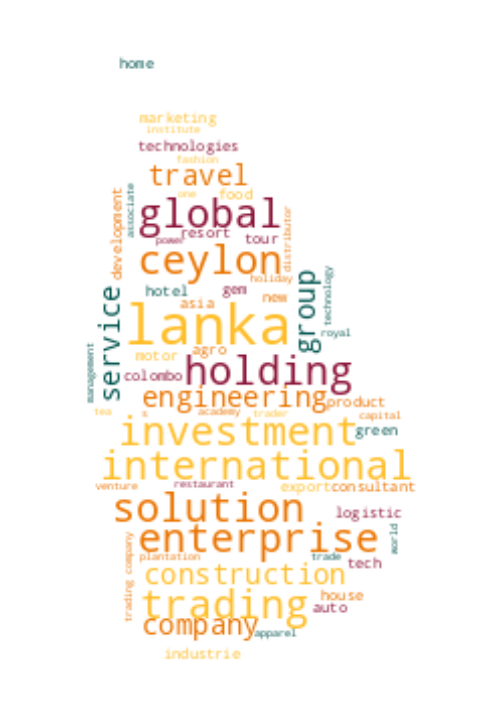 home
marketing
institute
technologies
fashion
travel
one
food
associate
development
global
distributor
power
resort
tour
ceylon
holiday
hotel
gem
new
asia
technology
group
service
lanka
royal
management
motor
agro
colombo
holding
engineering
product
tea
s
academy
trader
capital
investment
green
international
venture
restaurant
export
consultant
solution
logistic
world
enterprise
trading company
plantation
trade
tech
construction
trading
house
auto
company
apparel
industrie